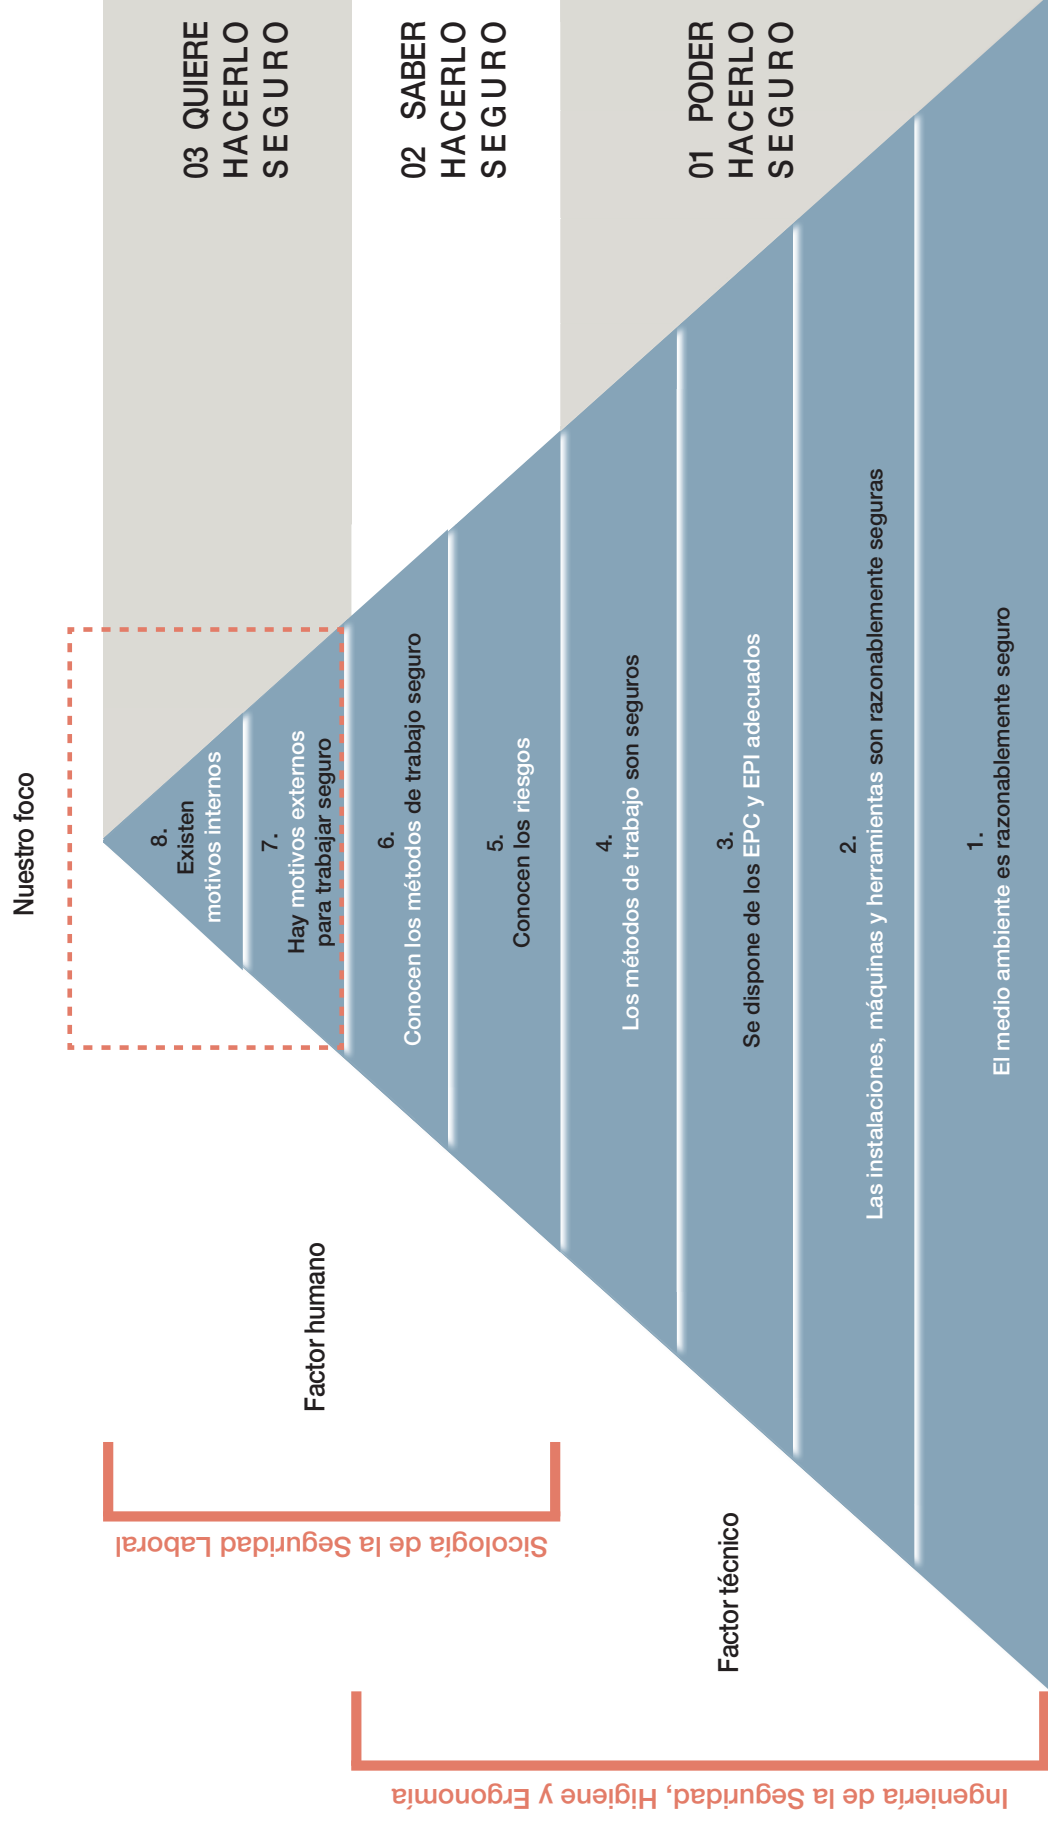 Nuestro foco
8.
Existen
motivos internos
7.
Hay motivos externos
para trabajar seguro
6.
Conocen los métodos de trabajo seguro
5.
Conocen los riesgos
4.
Los métodos de trabajo son seguros
3.
Se dispone de los EPC y EPI adecuados
2.
Las instalaciones, máquinas y herramientas son razonablemente seguras
1.
El medio ambiente es razonablemente seguro
03 QUIERE
HACERLO
SEGURO
02 SABER
HACERLO
SEGURO
01 PODER
HACERLO
SEGURO
Factor humano
Factor técnico
Sicología de la Seguridad Laboral
Ingeniería de la Seguridad, Higiene y Ergonomía